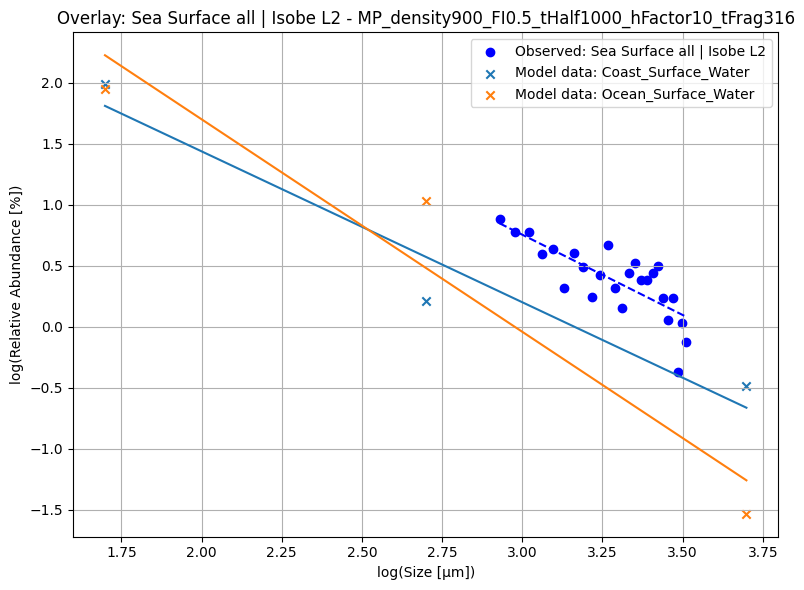 Overlay: Sea Surface all | Isobe L2 - MP_density900_FI0.5_tHalf1000_hFactor10_tFrag316
Observed: Sea Surface all | Isobe L2
Model data: Coast_Surface_Water
Model data: Ocean_Surface_Water
log(Relative Abundance [%])
2.0
1.5
1.0
0.5
0.0
−0.5
−1.0
−1.5
1.75 2.00 2.25 2.50 2.75 3.00 3.25 3.50 3.75
log(Size [μm])